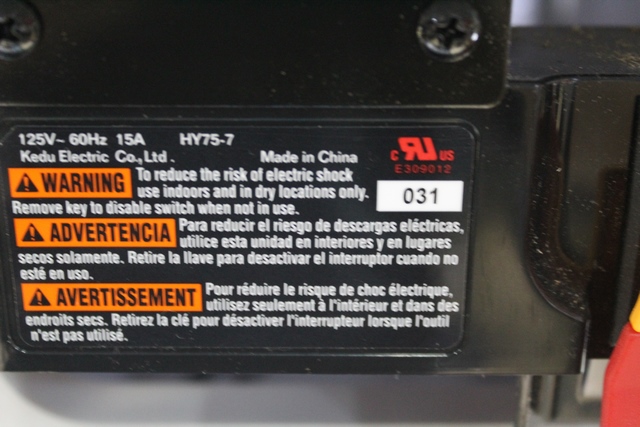 125V~ 60Hz 15A HY75-7
Kedu Electric Co.,Ltd. Made in China
c RU US
E309012
031
WARNING To reduce the risk of electric shock
use indoors and in dry locations only.
Remove key to disable switch when not in use.
ADVERTENCIA Para reducir el riesgo de descargas eléctricas,
utilice esta unidad en interiores y en lugares
secos solamente. Retire la llave para desactivar el interruptor cuando no
esté en uso.
AVERTISSEMENT Pour réduire le risque de choc électrique,
utilisez seulement à l'intérieur et dans des
endroits secs. Retirez la clé pour désactiver l'interrupteur lorsque l'outil
n'est pas utilisé.